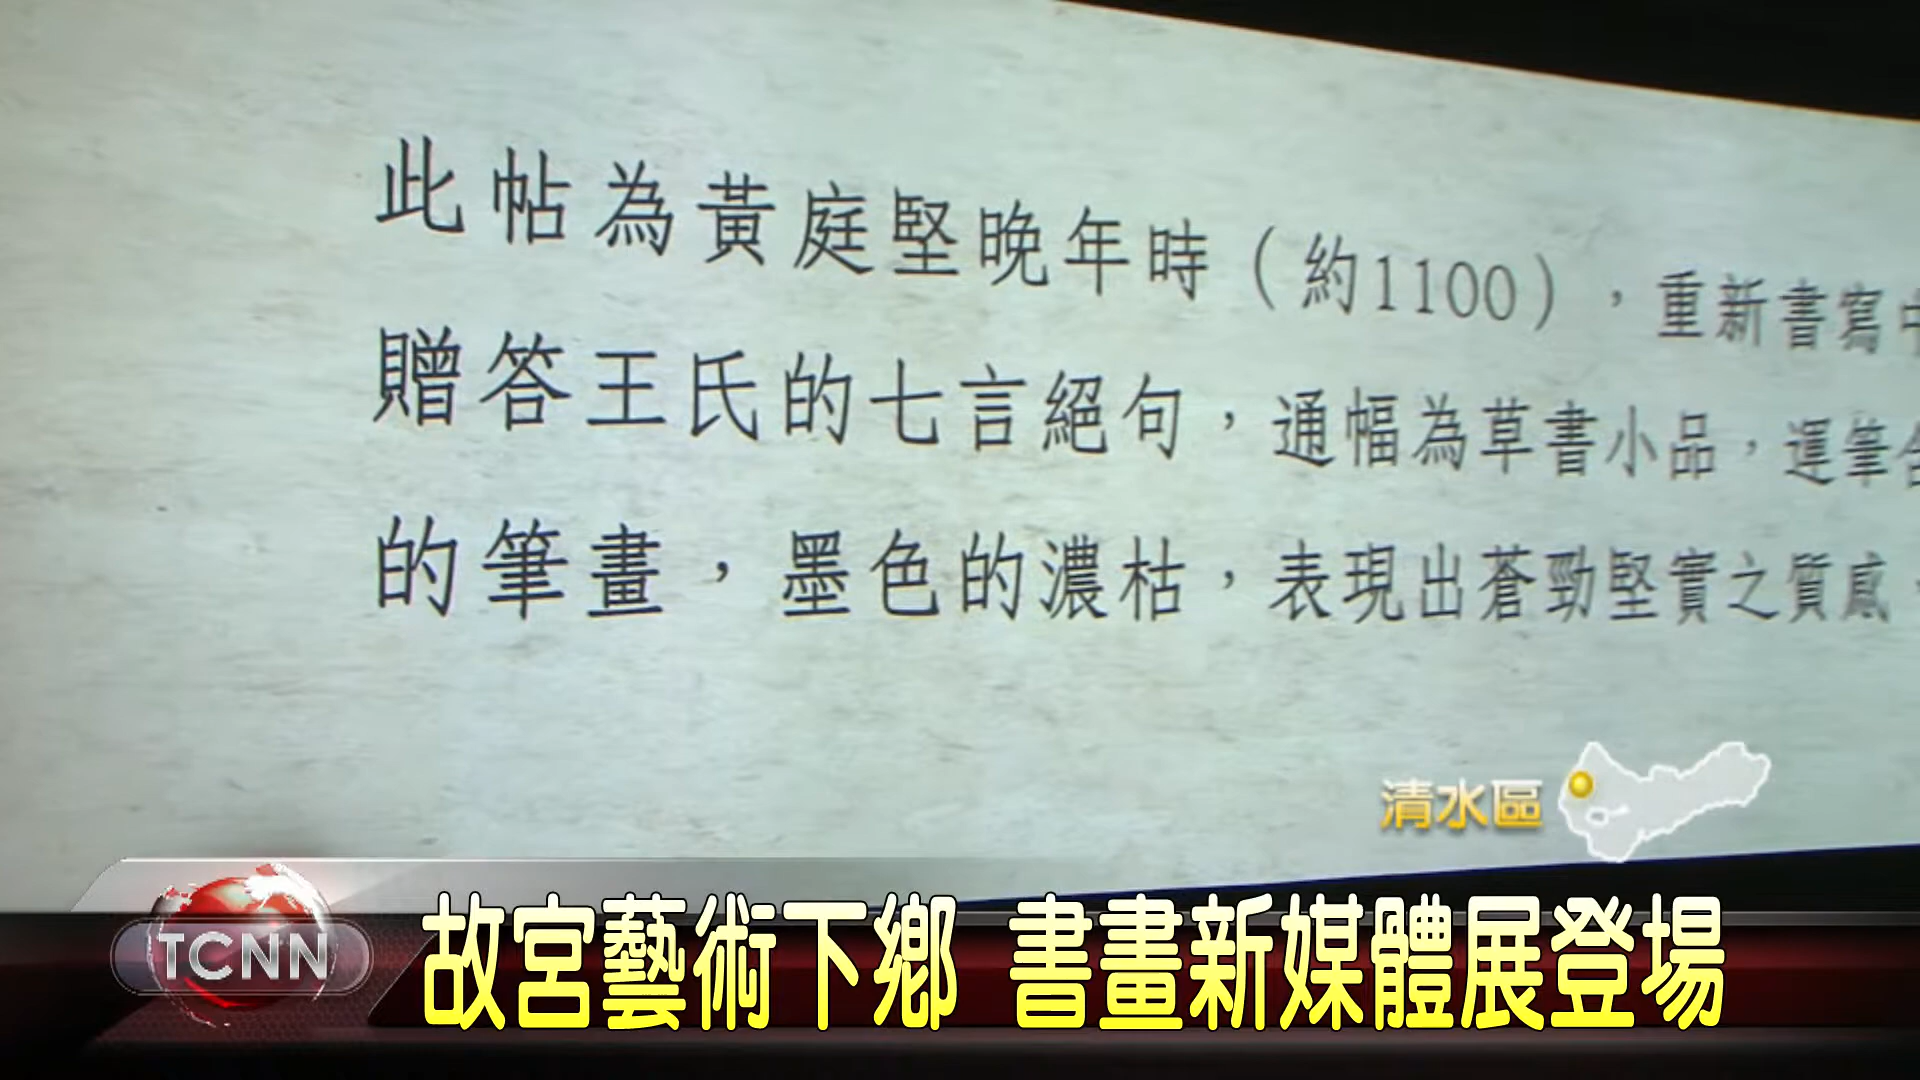 此帖為黃庭堅晚年時（約1100），重新書寫中
贈答王氏的七言絕句，通幅為草書小品，運筆含
的筆畫，墨色的濃枯，表現出蒼勁堅實之質感，
清水區
TCNN
故宮藝術下鄉 書畫新媒體展登場